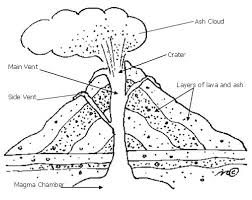 Ash Cloud
Crater
Main Vent
Side Vent
Layers of lava and ash
Magma Chamber